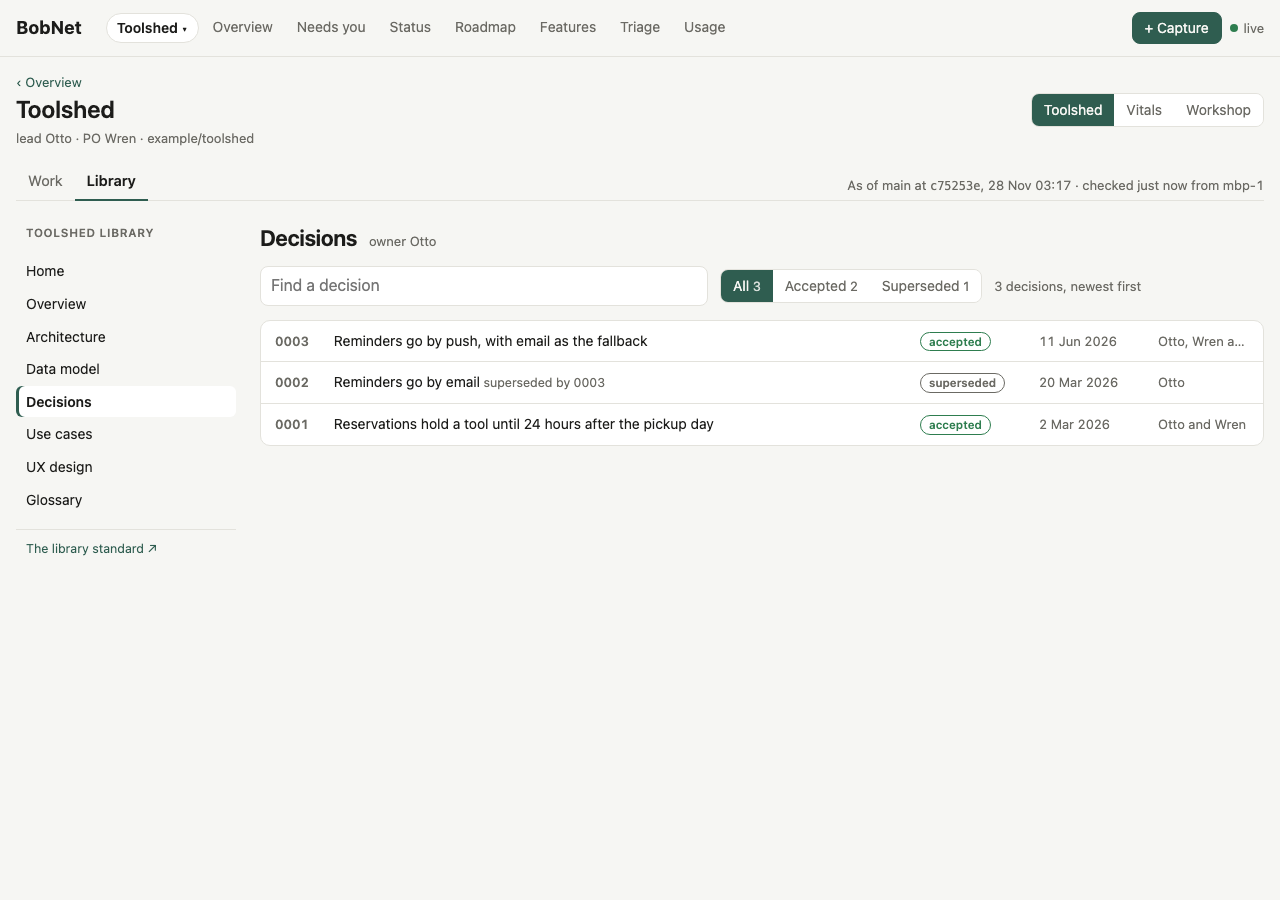 BobNet
Toolshed ▾
Overview
Needs you
Status
Roadmap
Features
Triage
Usage
+ Capture
live
‹ Overview
Toolshed
lead Otto · PO Wren · example/toolshed
Toolshed
Vitals
Workshop
Work
Library
As of main at c75253e, 28 Nov 03:17 · checked just now from mbp-1
TOOLSHED LIBRARY
Home
Overview
Architecture
Data model
Decisions
Use cases
UX design
Glossary
The library standard ↗
Decisions owner Otto
Find a decision
All 3
Accepted 2
Superseded 1
3 decisions, newest first
0003 Reminders go by push, with email as the fallback accepted 11 Jun 2026 Otto, Wren a…
0002 Reminders go by email superseded by 0003 superseded 20 Mar 2026 Otto
0001 Reservations hold a tool until 24 hours after the pickup day accepted 2 Mar 2026 Otto and Wren